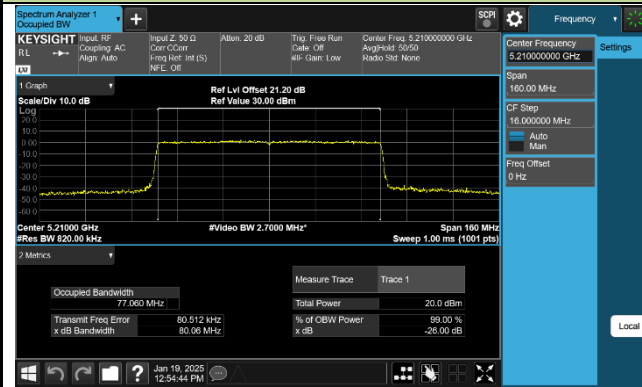 Spectrum Analyzer 1
Occupied BW
SCPI
Frequency
KEYSIGHT Input: RF
RL
Coupling: AC
Align: Auto
LXI
Input Z: 50 Ω
Corr CCorr
Freq Ref: Int (S)
NFE: Off
Atten: 20 dB
Trig: Free Run
Gate: Off
#IF Gain: Low
Center Freq: 5.210000000 GHz
Avg|Hold: 50/50
Radio Std: None
Center Frequency
5.210000000 GHz
Settings
Span
160.00 MHz
CF Step
16.000000 MHz
Auto
Man
Freq Offset
0 Hz
1 Graph
Scale/Div 10.0 dB
Ref Lvl Offset 21.20 dB
Ref Value 30.00 dBm
Log
20.0
10.0
0.00
-10.0
-20.0
-30.0
-40.0
-50.0
-60.0
Center 5.21000 GHz
#Video BW 2.7000 MHz*
Span 160 MHz
#Res BW 820.00 kHz
Sweep 1.00 ms (1001 pts)
2 Metrics
Measure Trace Trace 1
Occupied Bandwidth
77.060 MHz
Total Power 20.0 dBm
Transmit Freq Error 80.512 kHz
% of OBW Power 99.00 %
x dB Bandwidth 80.06 MHz
x dB -26.00 dB
Local
?
Jan 19, 2025
12:54:44 PM